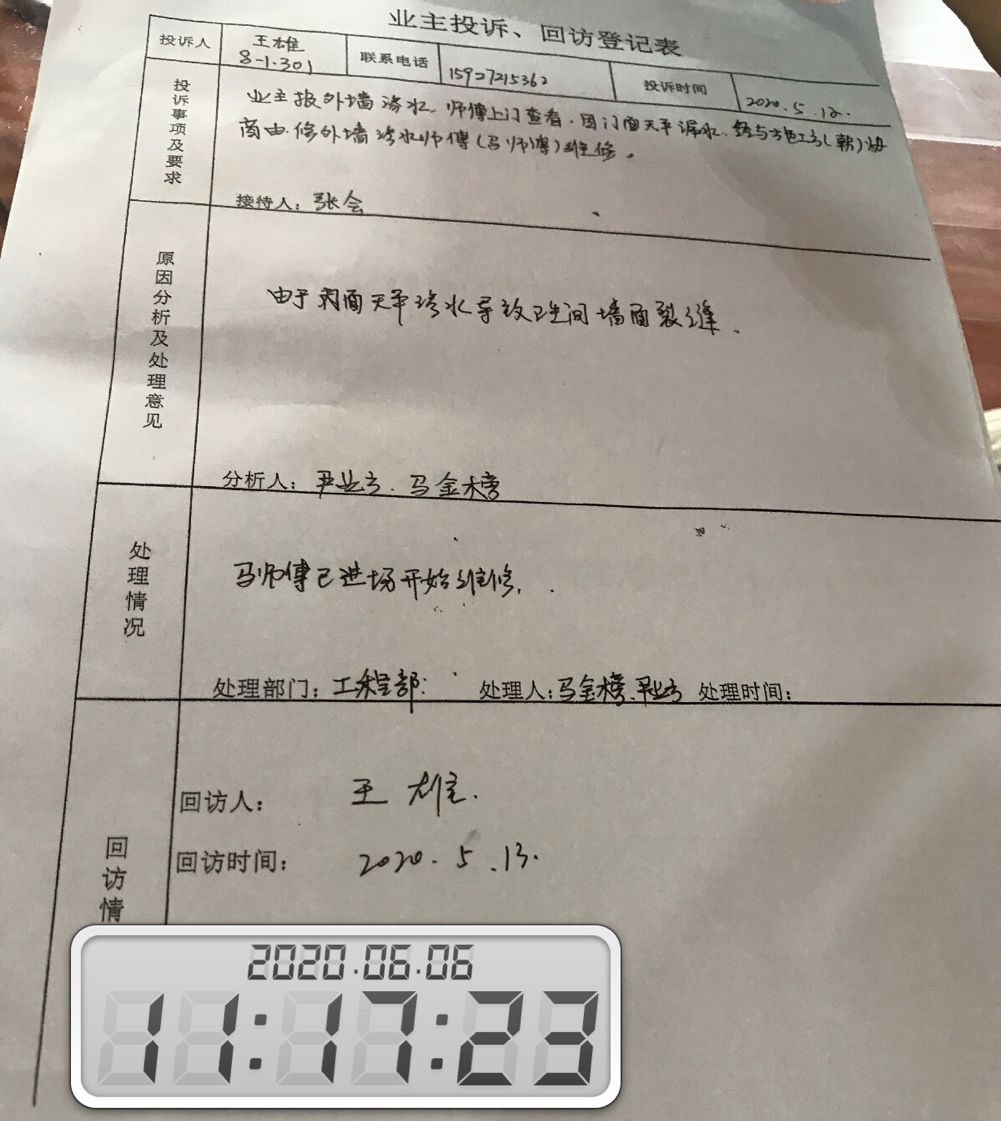 业主投诉、回访登记表
投诉人 王雄 8-1.301 联系电话 15927215362 投诉时间 2020.5.12.
投诉事项及要求
业主报外墙渗水.师傅上门查看.因门面天平漏水.经与
商由.修外墙渗水师傅(马师傅)维修。
接待人:张会
原因分析及处理意见
由于门面天平渗水导致卫生间墙面裂缝.
分析人:尹业方.马金榜
处理情况
马师傅已进场开始维修.
处理部门:工程部. 处理人:马金榜.尹业方 处理时间:
回访情
回访人: 王雄.
回访时间: 2020.5.13.
2020.06.06
11:17:23